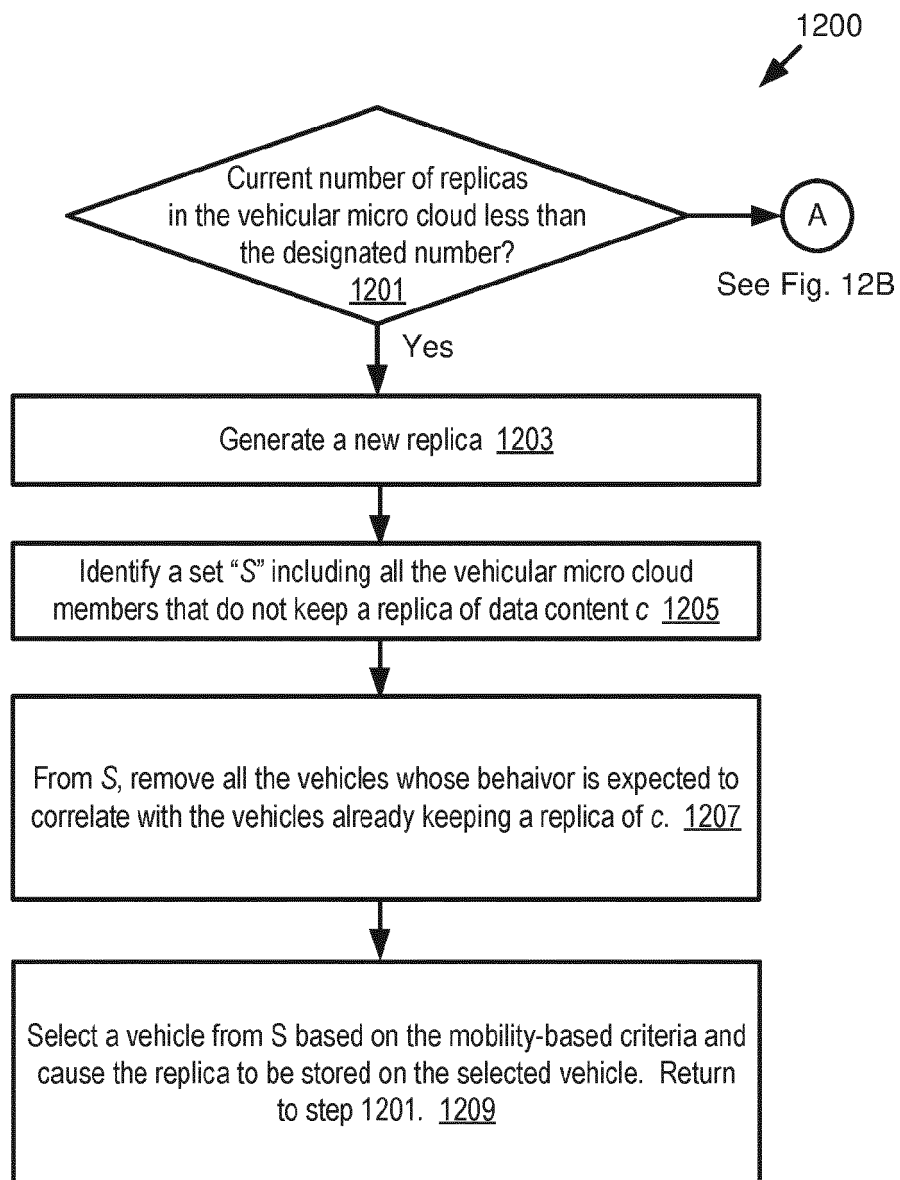 1200
Current number of replicas
in the vehicular micro cloud less than
the designated number?
1201
A
See Fig. 12B
Yes
Generate a new replica 1203
Identify a set “S” including all the vehicular micro cloud
members that do not keep a replica of data content c 1205
From S, remove all the vehicles whose behaivor is expected to
correlate with the vehicles already keeping a replica of c. 1207
Select a vehicle from S based on the mobility-based criteria and
cause the replica to be stored on the selected vehicle. Return
to step 1201. 1209